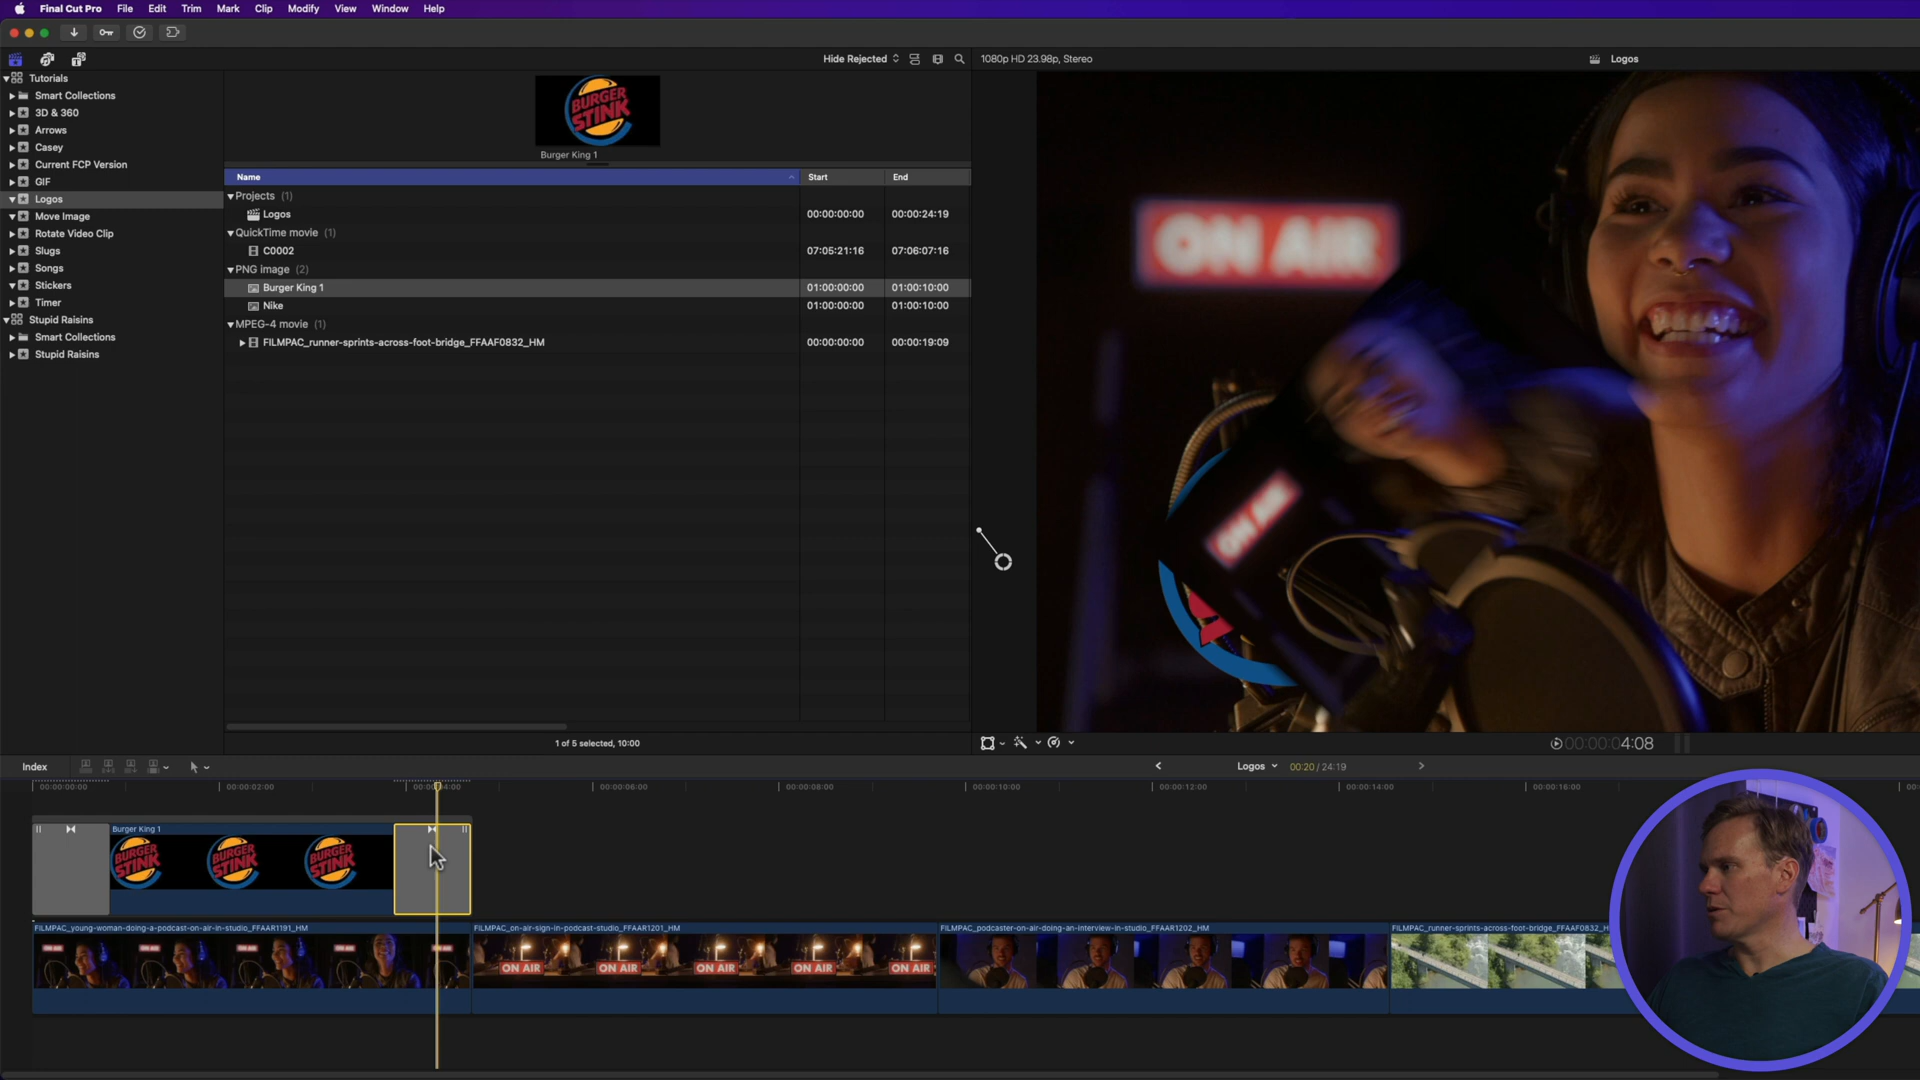 Final Cut Pro File Edit Trim Mark Clip Modify View Window Help
Hide Rejected
1080p HD 23.98p, Stereo
Logos
Tutorials
Smart Collections
3D & 360
Arrows
Casey
Current FCP Version
GIF
Logos
Move Image
Rotate Video Clip
Slugs
Songs
Stickers
Timer
Stupid Raisins
Smart Collections
Stupid Raisins
BURGER
STINK
Burger King 1
Name Start End
Projects (1)
Logos 00:00:00:00 00:00:24:19
QuickTime movie (1)
C0002 07:05:21:16 07:06:07:16
PNG image (2)
Burger King 1 01:00:00:00 01:00:10:00
Nike 01:00:00:00 01:00:10:00
MPEG-4 movie (1)
FILMPAC_runner-sprints-across-foot-bridge_FFAAF0832_HM 00:00:00:00 00:00:19:09
1 of 5 selected, 10:00
ON AIR
ON AIR
00:00:00:04:08
Index
Logos 00:20 / 24:19
00:00:00:00 00:00:02:00 00:00:04:00 00:00:06:00 00:00:08:00 00:00:10:00 00:00:12:00 00:00:14:00 00:00:16:00
Burger King 1
BURGER STINK BURGER STINK BURGER STINK
FILMPAC_young-woman-doing-a-podcast-on-air-in-studio_FFAAR1191_HM FILMPAC_on-air-sign-in-podcast-studio_FFAAR1201_HM FILMPAC_podcaster-on-air-doing-an-interview-in-studio_FFAAR1202_HM FILMPAC_runner-sprints-across-foot-bridge_FFAAF0832_H
ON AIR ON AIR ON AIR ON AIR ON AIR